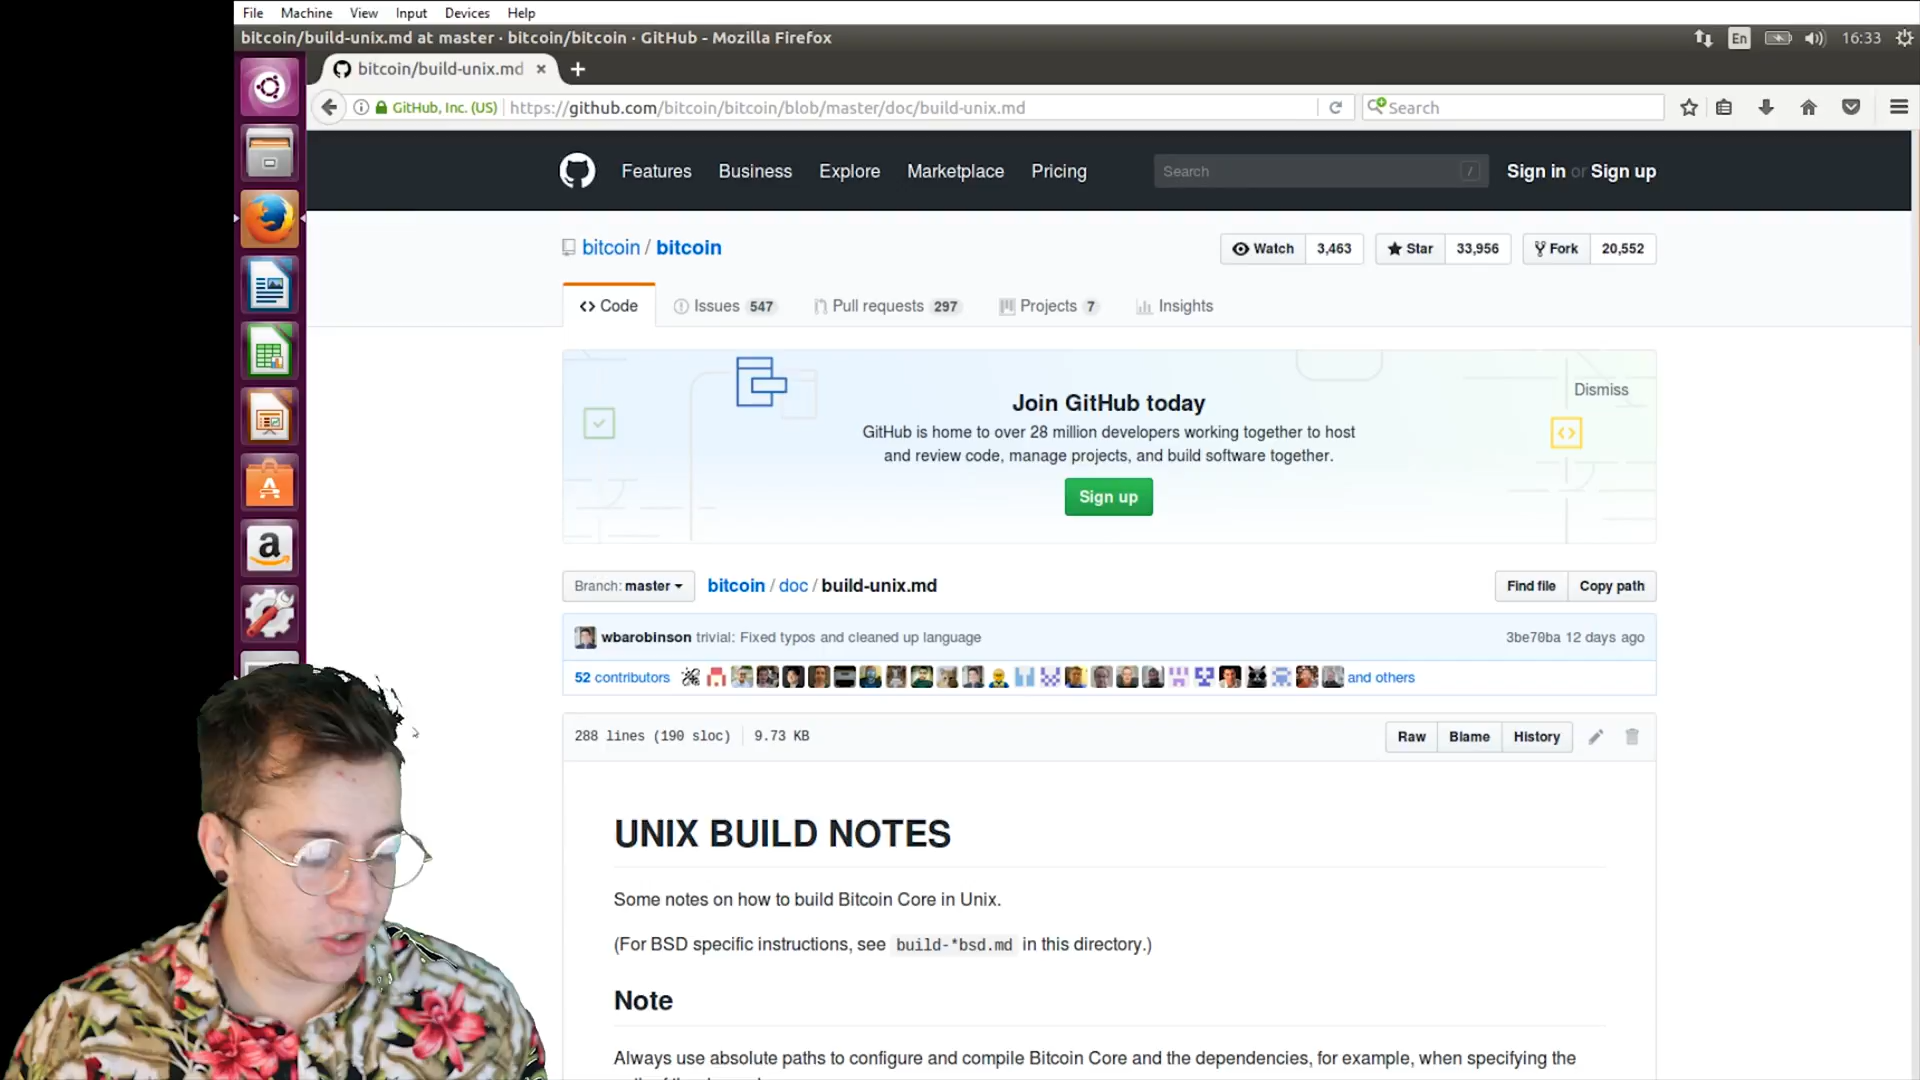 File Machine View Input Devices Help
bitcoin/build-unix.md at master · bitcoin/bitcoin · GitHub - Mozilla Firefox
En
16:33
bitcoin/build-unix.md
GitHub, Inc. (US)
https://github.com/bitcoin/bitcoin/blob/master/doc/build-unix.md
Search
Features Business Explore Marketplace Pricing
Search /
Sign in or Sign up
bitcoin / bitcoin
Watch 3,463 Star 33,956 Fork 20,552
<> Code Issues 547 Pull requests 297 Projects 7 Insights
Join GitHub today
Dismiss
GitHub is home to over 28 million developers working together to host
and review code, manage projects, and build software together.
Sign up
Branch: master
bitcoin / doc / build-unix.md
Find file Copy path
wbarobinson trivial: Fixed typos and cleaned up language
3be70ba 12 days ago
52 contributors
and others
288 lines (190 sloc) 9.73 KB
Raw Blame History
UNIX BUILD NOTES
Some notes on how to build Bitcoin Core in Unix.
(For BSD specific instructions, see build-*bsd.md in this directory.)
Note
Always use absolute paths to configure and compile Bitcoin Core and the dependencies, for example, when specifying the